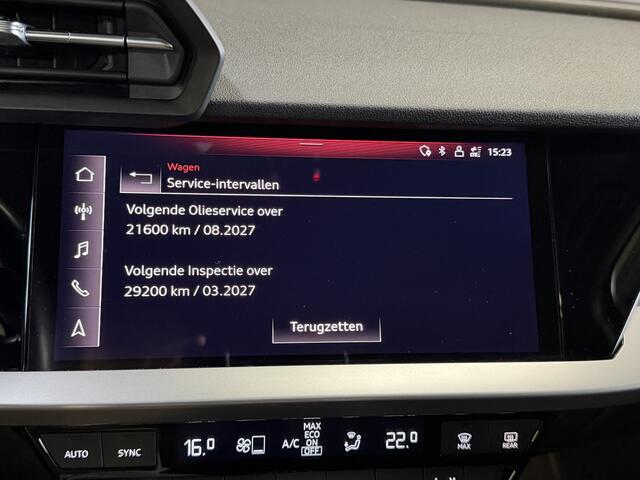 15:23
Wagen
Service-intervallen
Volgende Olieservice over
21600 km / 08.2027
Volgende Inspectie over
29200 km / 03.2027
Terugzetten
AUTO
SYNC
16.0
A/C
MAX
ECO
ON
OFF
22.0
MAX
REAR